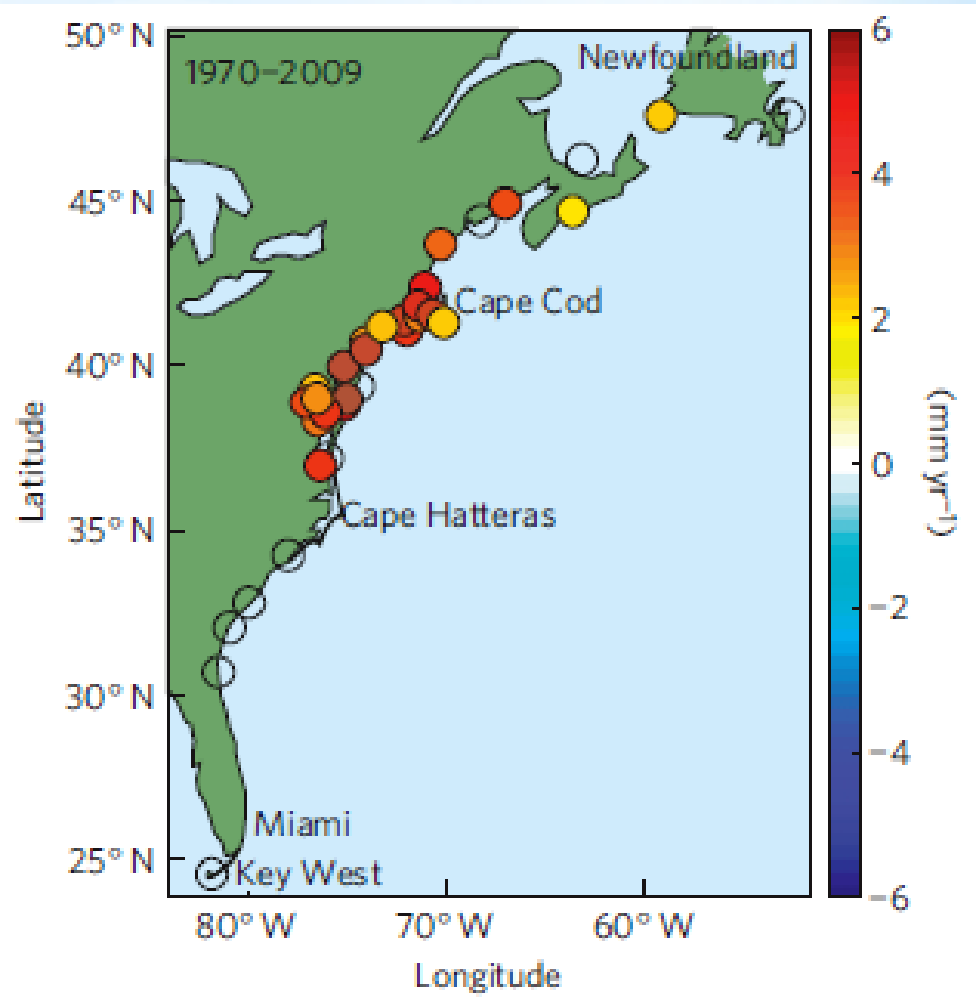 50° N
1970–2009
Newfoundland
6
4
45° N
Cape Cod
2
40° N
0
(mm yr⁻¹)
Latitude
Cape Hatteras
35° N
−2
30° N
−4
Miami
25° N
Key West
−6
80° W
70° W
60° W
Longitude